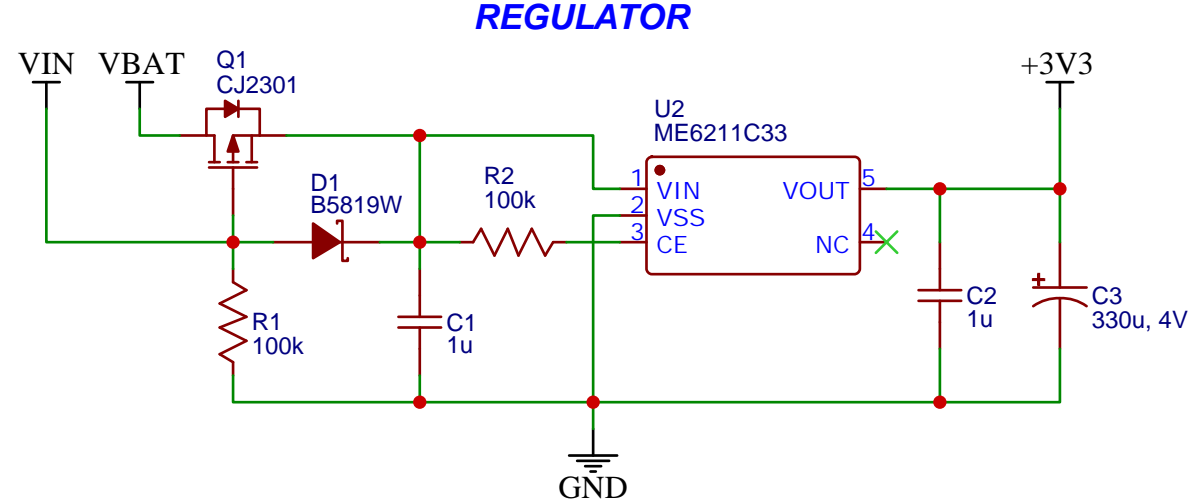 REGULATOR
VIN
VBAT
Q1
CJ2301
D1
B5819W
R2
100k
R1
100k
C1
1u
U2
ME6211C33
1
VIN
2
VSS
3
CE
VOUT
5
NC
4
+3V3
C2
1u
+
C3
330u, 4V
GND